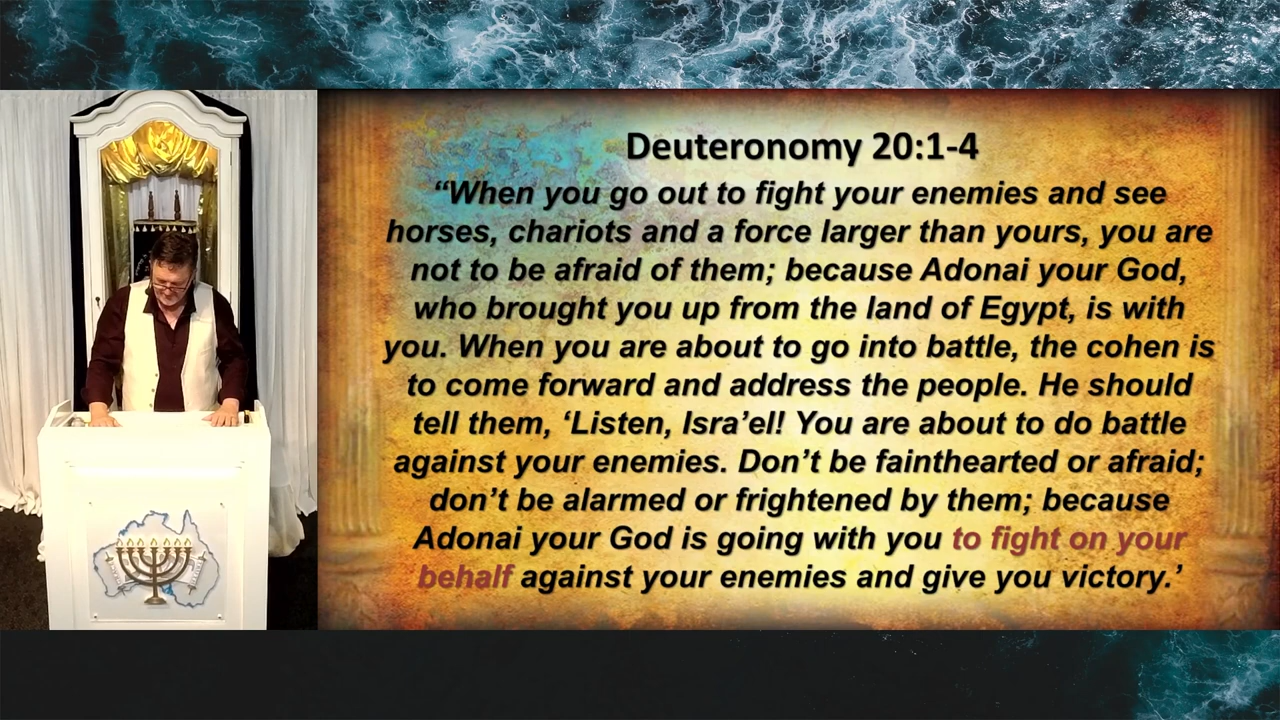 Deuteronomy 20:1-4
“When you go out to fight your enemies and see
horses, chariots and a force larger than yours, you are
not to be afraid of them; because Adonai your God,
who brought you up from the land of Egypt, is with
you. When you are about to go into battle, the cohen is
to come forward and address the people. He should
tell them, ‘Listen, Isra’el! You are about to do battle
against your enemies. Don’t be fainthearted or afraid;
don’t be alarmed or frightened by them; because
Adonai your God is going with you to fight on your
behalf against your enemies and give you victory.’